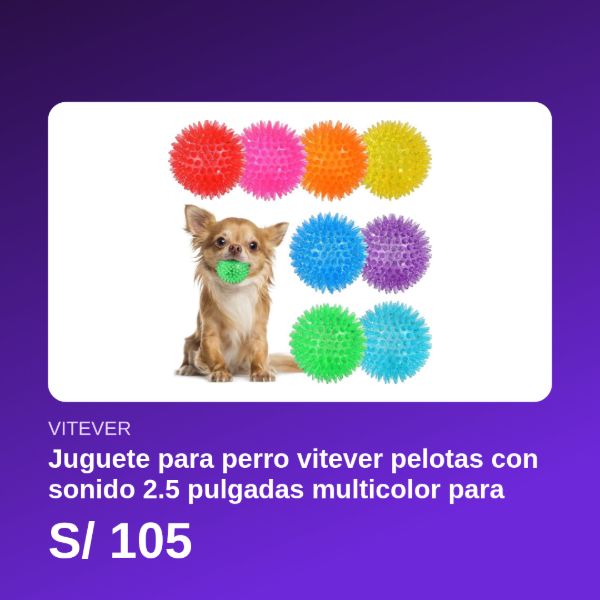 VITEVER
Juguete para perro vitever pelotas con
sonido 2.5 pulgadas multicolor para
S/ 105